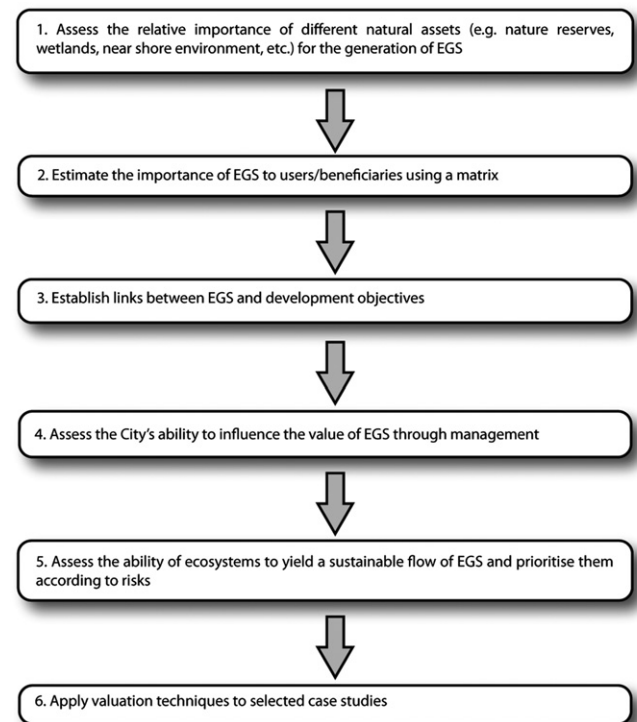 1. Assess the relative importance of different natural assets (e.g. nature reserves,
wetlands, near shore environment, etc.) for the generation of EGS
2. Estimate the importance of EGS to users/beneficiaries using a matrix
3. Establish links between EGS and development objectives
4. Assess the City's ability to influence the value of EGS through management
5. Assess the ability of ecosystems to yield a sustainable flow of EGS and prioritise them
according to risks
6. Apply valuation techniques to selected case studies